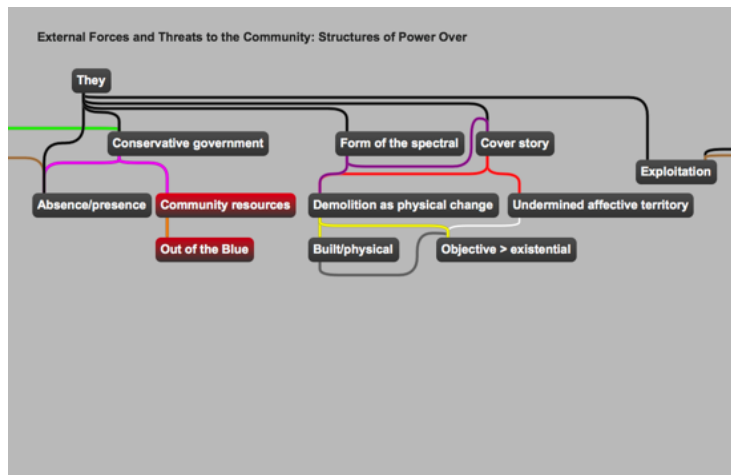 External Forces and Threats to the Community: Structures of Power Over
They
Conservative government
Form of the spectral
Cover story
Exploitation
Absence/presence
Community resources
Demolition as physical change
Undermined affective territory
Out of the Blue
Built/physical
Objective > existential